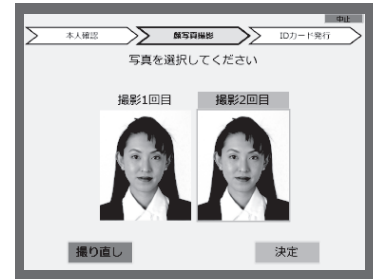 中止
本人確認
顔写真撮影
IDカード発行
写真を選択してください
撮影1回目
撮影2回目
撮り直し
決定